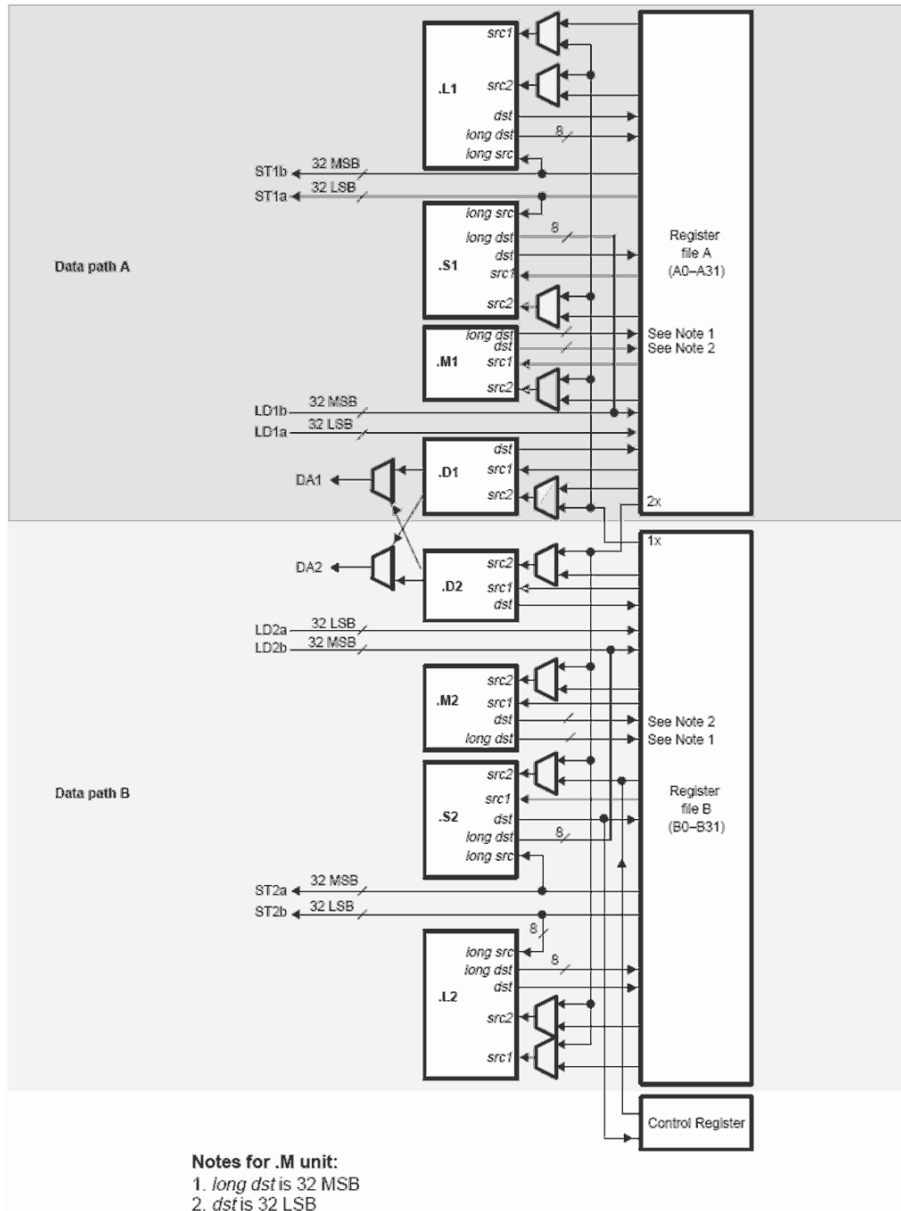 src1
.L1
src2
dst
long dst 8
long src
ST1b 32 MSB
ST1a 32 LSB
long src
long dst 8
Data path A
.S1
dst
src1
src2
Register
file A
(A0–A31)
long dst
See Note 1
dst
See Note 2
.M1
src1
src2
LD1b 32 MSB
LD1a 32 LSB
dst
.D1
src1
src2
DA1
2x
1x
DA2
src2
.D2
src1
dst
LD2a 32 LSB
LD2b 32 MSB
src2
.M2
src1
dst
See Note 2
long dst
See Note 1
src2
Data path B
.S2
src1
dst
long dst 8
long src
Register
file B
(B0–B31)
ST2a 32 MSB
ST2b 32 LSB
8
long src
long dst 8
.L2
dst
src2
src1
Control Register
Notes for .M unit:
1. long dst is 32 MSB
2. dst is 32 LSB